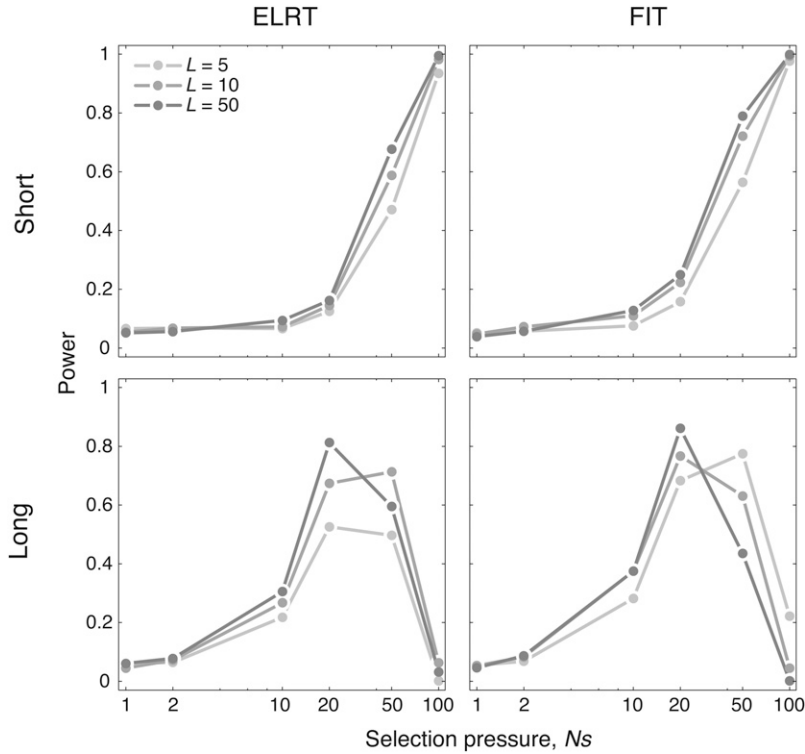 ELRT FIT
Short
Power
1
0.8
0.6
0.4
0.2
0
L = 5
L = 10
L = 50
Long
1
0.8
0.6
0.4
0.2
0
1 2 10 20 50 100 1 2 10 20 50 100
Selection pressure, Ns